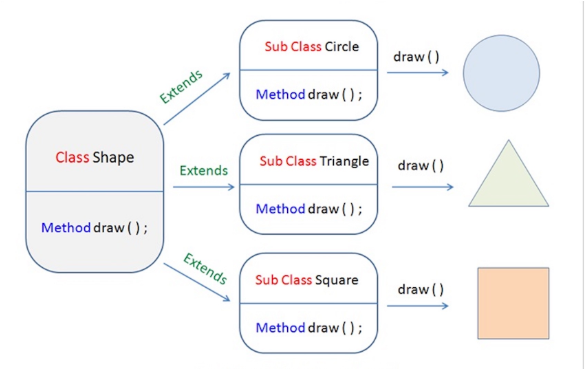 Class Shape
Method draw ( ) ;
Extends
Sub Class Circle
Method draw ( ) ;
draw ( )
Extends
Sub Class Triangle
Method draw ( ) ;
draw ( )
Extends
Sub Class Square
Method draw ( ) ;
draw ( )